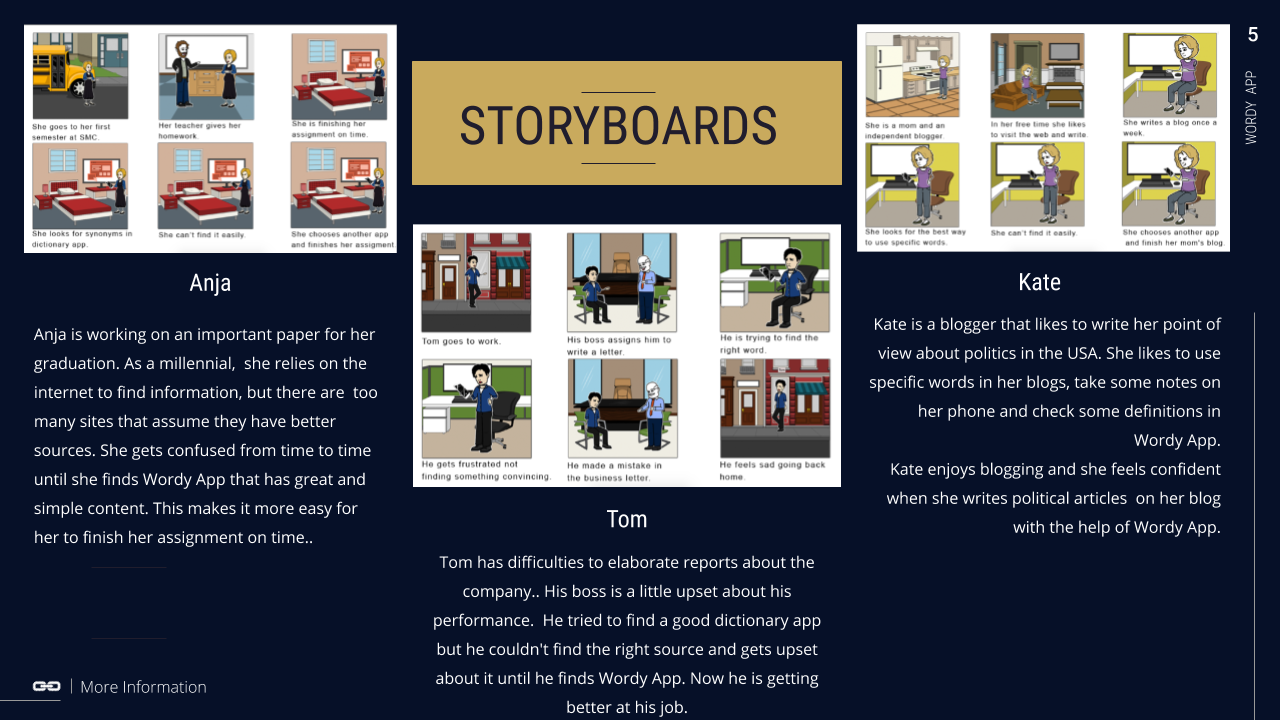 She goes to her first
semester at SMC.
Her teacher gives her
homework.
She is finishing her
assignment on time.
She looks for synonyms in
dictionary app.
She can't find it easily.
She chooses another app
and finishes her assigment.
Anja
Anja is working on an important paper for her
graduation. As a millennial, she relies on the
internet to find information, but there are too
many sites that assume they have better
sources. She gets confused from time to time
until she finds Wordy App that has great and
simple content. This makes it more easy for
her to finish her assignment on time..
More Information
STORYBOARDS
Tom goes to work.
His boss assigns him to
write a letter.
He is trying to find the
right word.
He gets frustrated not
finding something convincing.
He made a mistake in
the business letter.
He feels sad going back
home.
Tom
Tom has difficulties to elaborate reports about the
company.. His boss is a little upset about his
performance. He tried to find a good dictionary app
but he couldn't find the right source and gets upset
about it until he finds Wordy App. Now he is getting
better at his job.
She is a mom and an
independent blogger.
In her free time she likes
to visit the web and write.
She writes a blog once a
week.
She looks for the best way
to use specific words.
She can't find it easily.
She chooses another app
and finish her mom's blog.
Kate
Kate is a blogger that likes to write her point of
view about politics in the USA. She likes to use
specific words in her blogs, take some notes on
her phone and check some definitions in
Wordy App.
Kate enjoys blogging and she feels confident
when she writes political articles on her blog
with the help of Wordy App.
5
WORDY APP